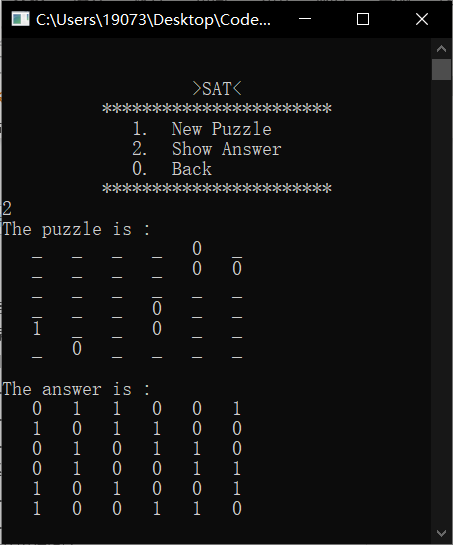 C:\Users\19073\Desktop\Code...
>SAT<
***********************
1. New Puzzle
2. Show Answer
0. Back
***********************
2
The puzzle is :
_ _ _ _ 0 _
_ _ _ _ 0 0
_ _ _ _ _ _
_ _ _ 0 _ _
1 _ _ 0 _ _
_ 0 _ _ _ _
The answer is :
0 1 1 0 0 1
1 0 1 1 0 0
0 1 0 1 1 0
0 1 0 0 1 1
1 0 1 0 0 1
1 0 0 1 1 0